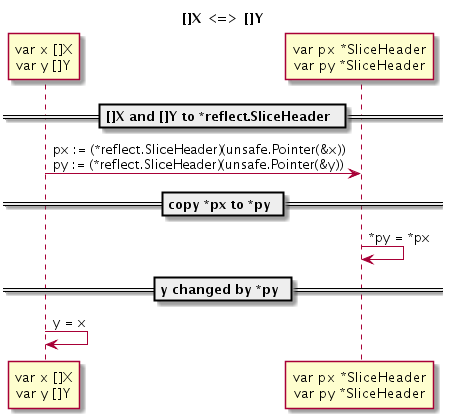 []X <=> []Y
var x []X
var y []Y
var px *SliceHeader
var py *SliceHeader
[]X and []Y to *reflect.SliceHeader
px := (*reflect.SliceHeader)(unsafe.Pointer(&x))
py := (*reflect.SliceHeader)(unsafe.Pointer(&y))
copy *px to *py
*py = *px
y changed by *py
y = x
var x []X
var y []Y
var px *SliceHeader
var py *SliceHeader